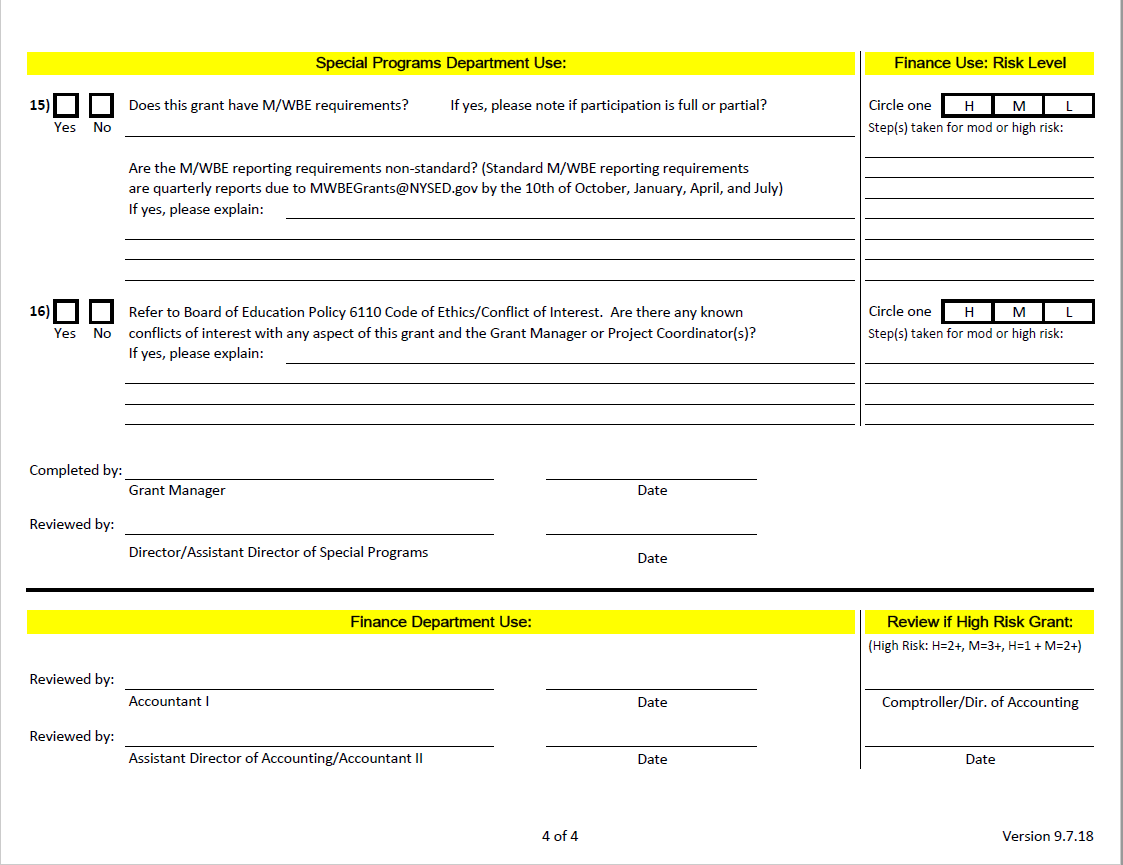 Special Programs Department Use:
Finance Use: Risk Level
15) Does this grant have M/WBE requirements? If yes, please note if participation is full or partial?
Yes No
Circle one H M L
Step(s) taken for mod or high risk:
Are the M/WBE reporting requirements non-standard? (Standard M/WBE reporting requirements
are quarterly reports due to MWBEGrants@NYSED.gov by the 10th of October, January, April, and July)
If yes, please explain:
16) Refer to Board of Education Policy 6110 Code of Ethics/Conflict of Interest. Are there any known
Yes No conflicts of interest with any aspect of this grant and the Grant Manager or Project Coordinator(s)?
If yes, please explain:
Circle one H M L
Step(s) taken for mod or high risk:
Completed by:
Grant Manager Date
Reviewed by:
Director/Assistant Director of Special Programs Date
Finance Department Use:
Review if High Risk Grant:
(High Risk: H=2+, M=3+, H=1 + M=2+)
Reviewed by:
Accountant I Date
Comptroller/Dir. of Accounting
Reviewed by:
Assistant Director of Accounting/Accountant II Date
Date
4 of 4
Version 9.7.18